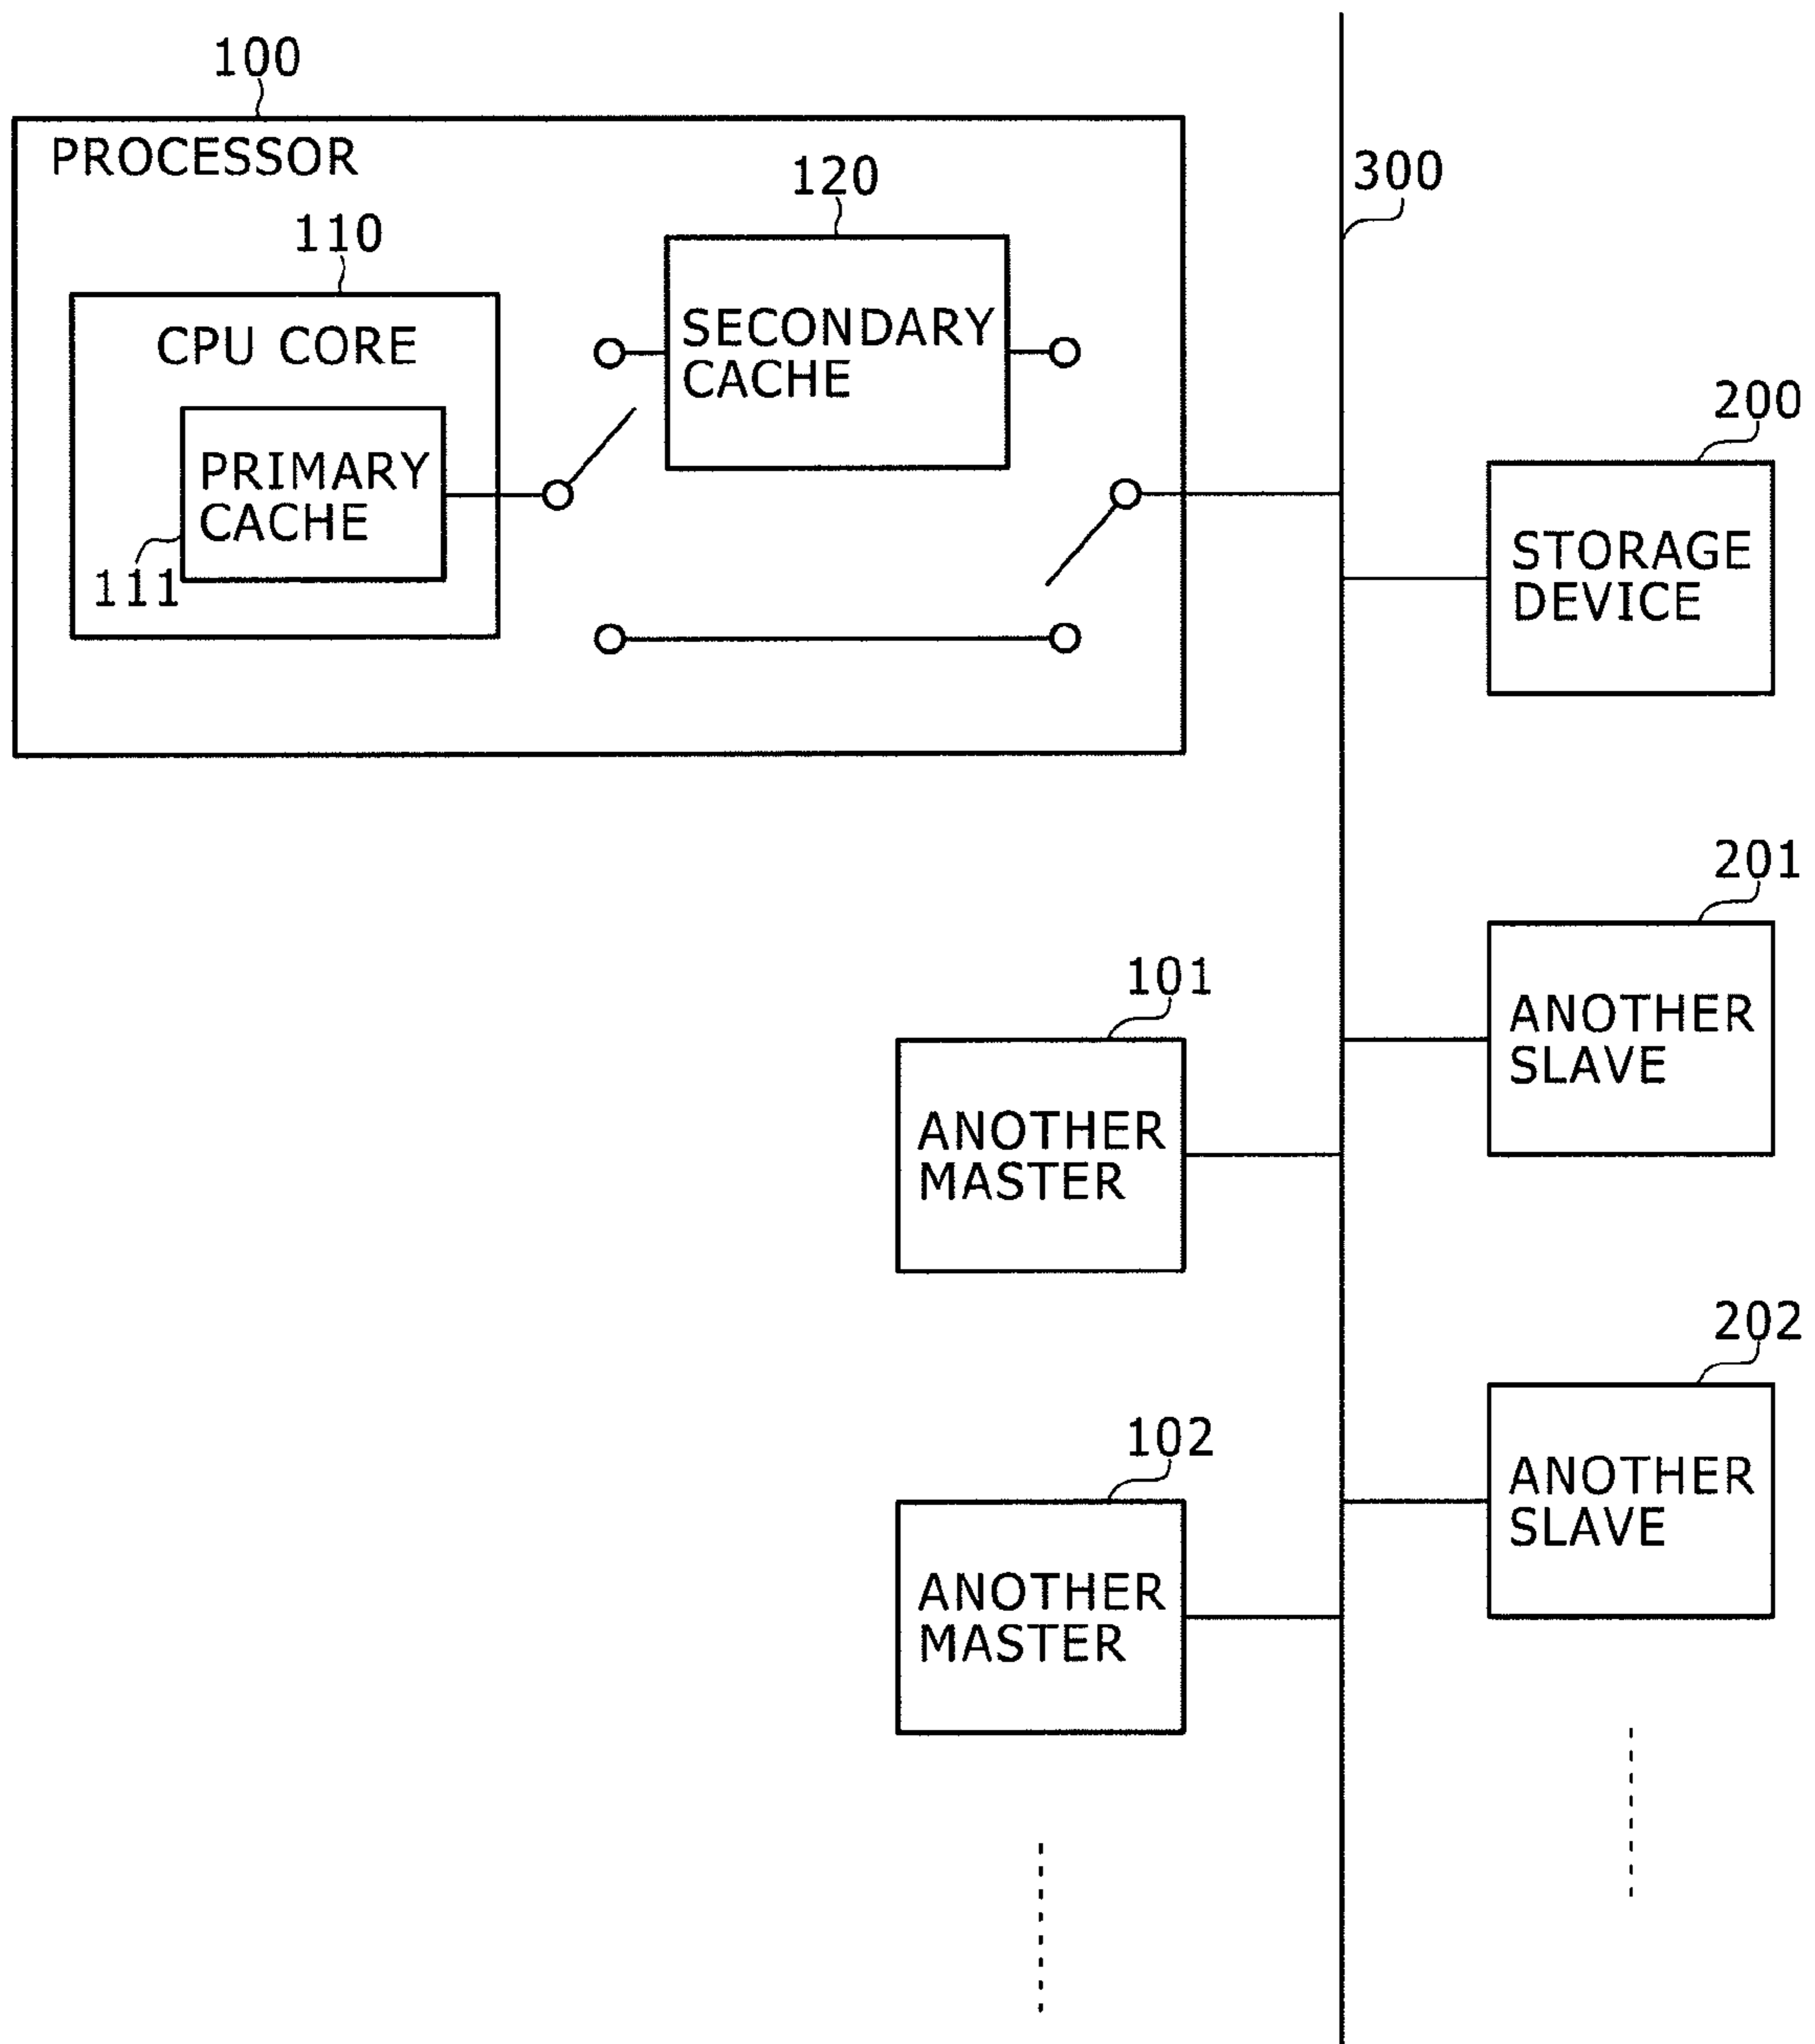 100
PROCESSOR
120
300
110
CPU CORE
SECONDARY
CACHE
200
PRIMARY
CACHE
111
STORAGE
DEVICE
201
101
ANOTHER
SLAVE
ANOTHER
MASTER
202
102
ANOTHER
SLAVE
ANOTHER
MASTER